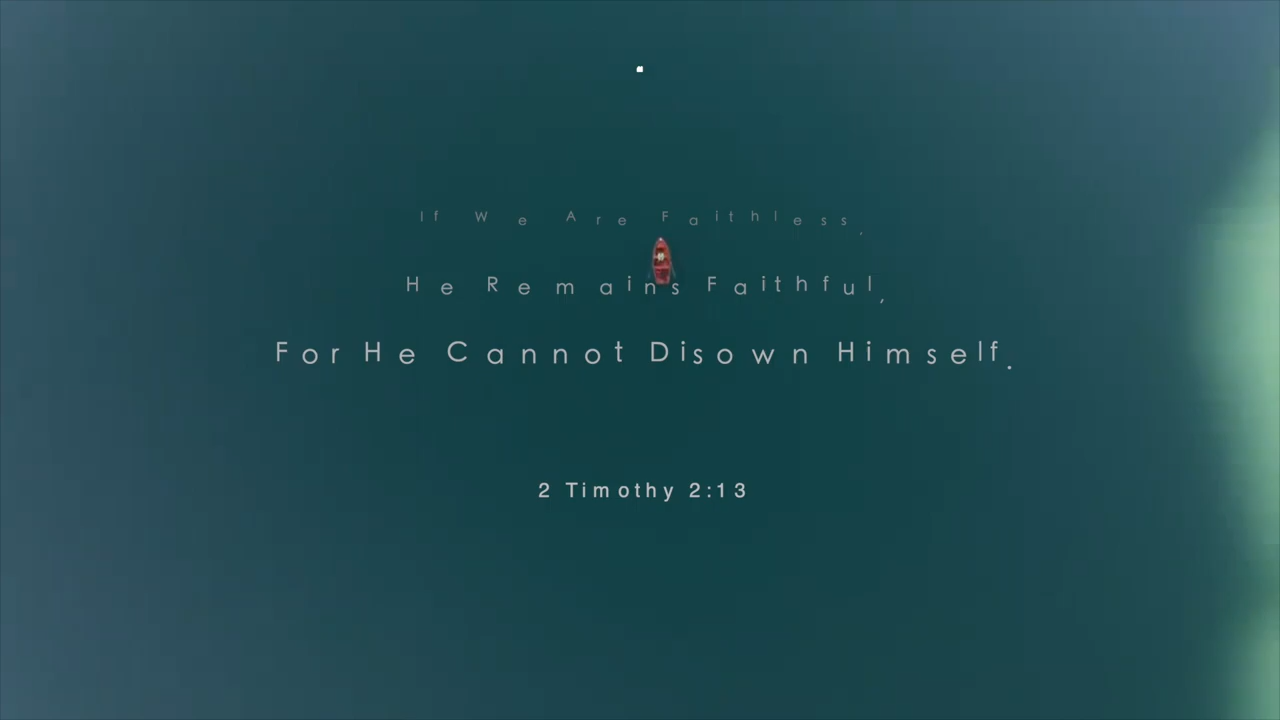 If We Are Faithless,
He Remains Faithful,
For He Cannot Disown Himself.
2 Timothy 2:13